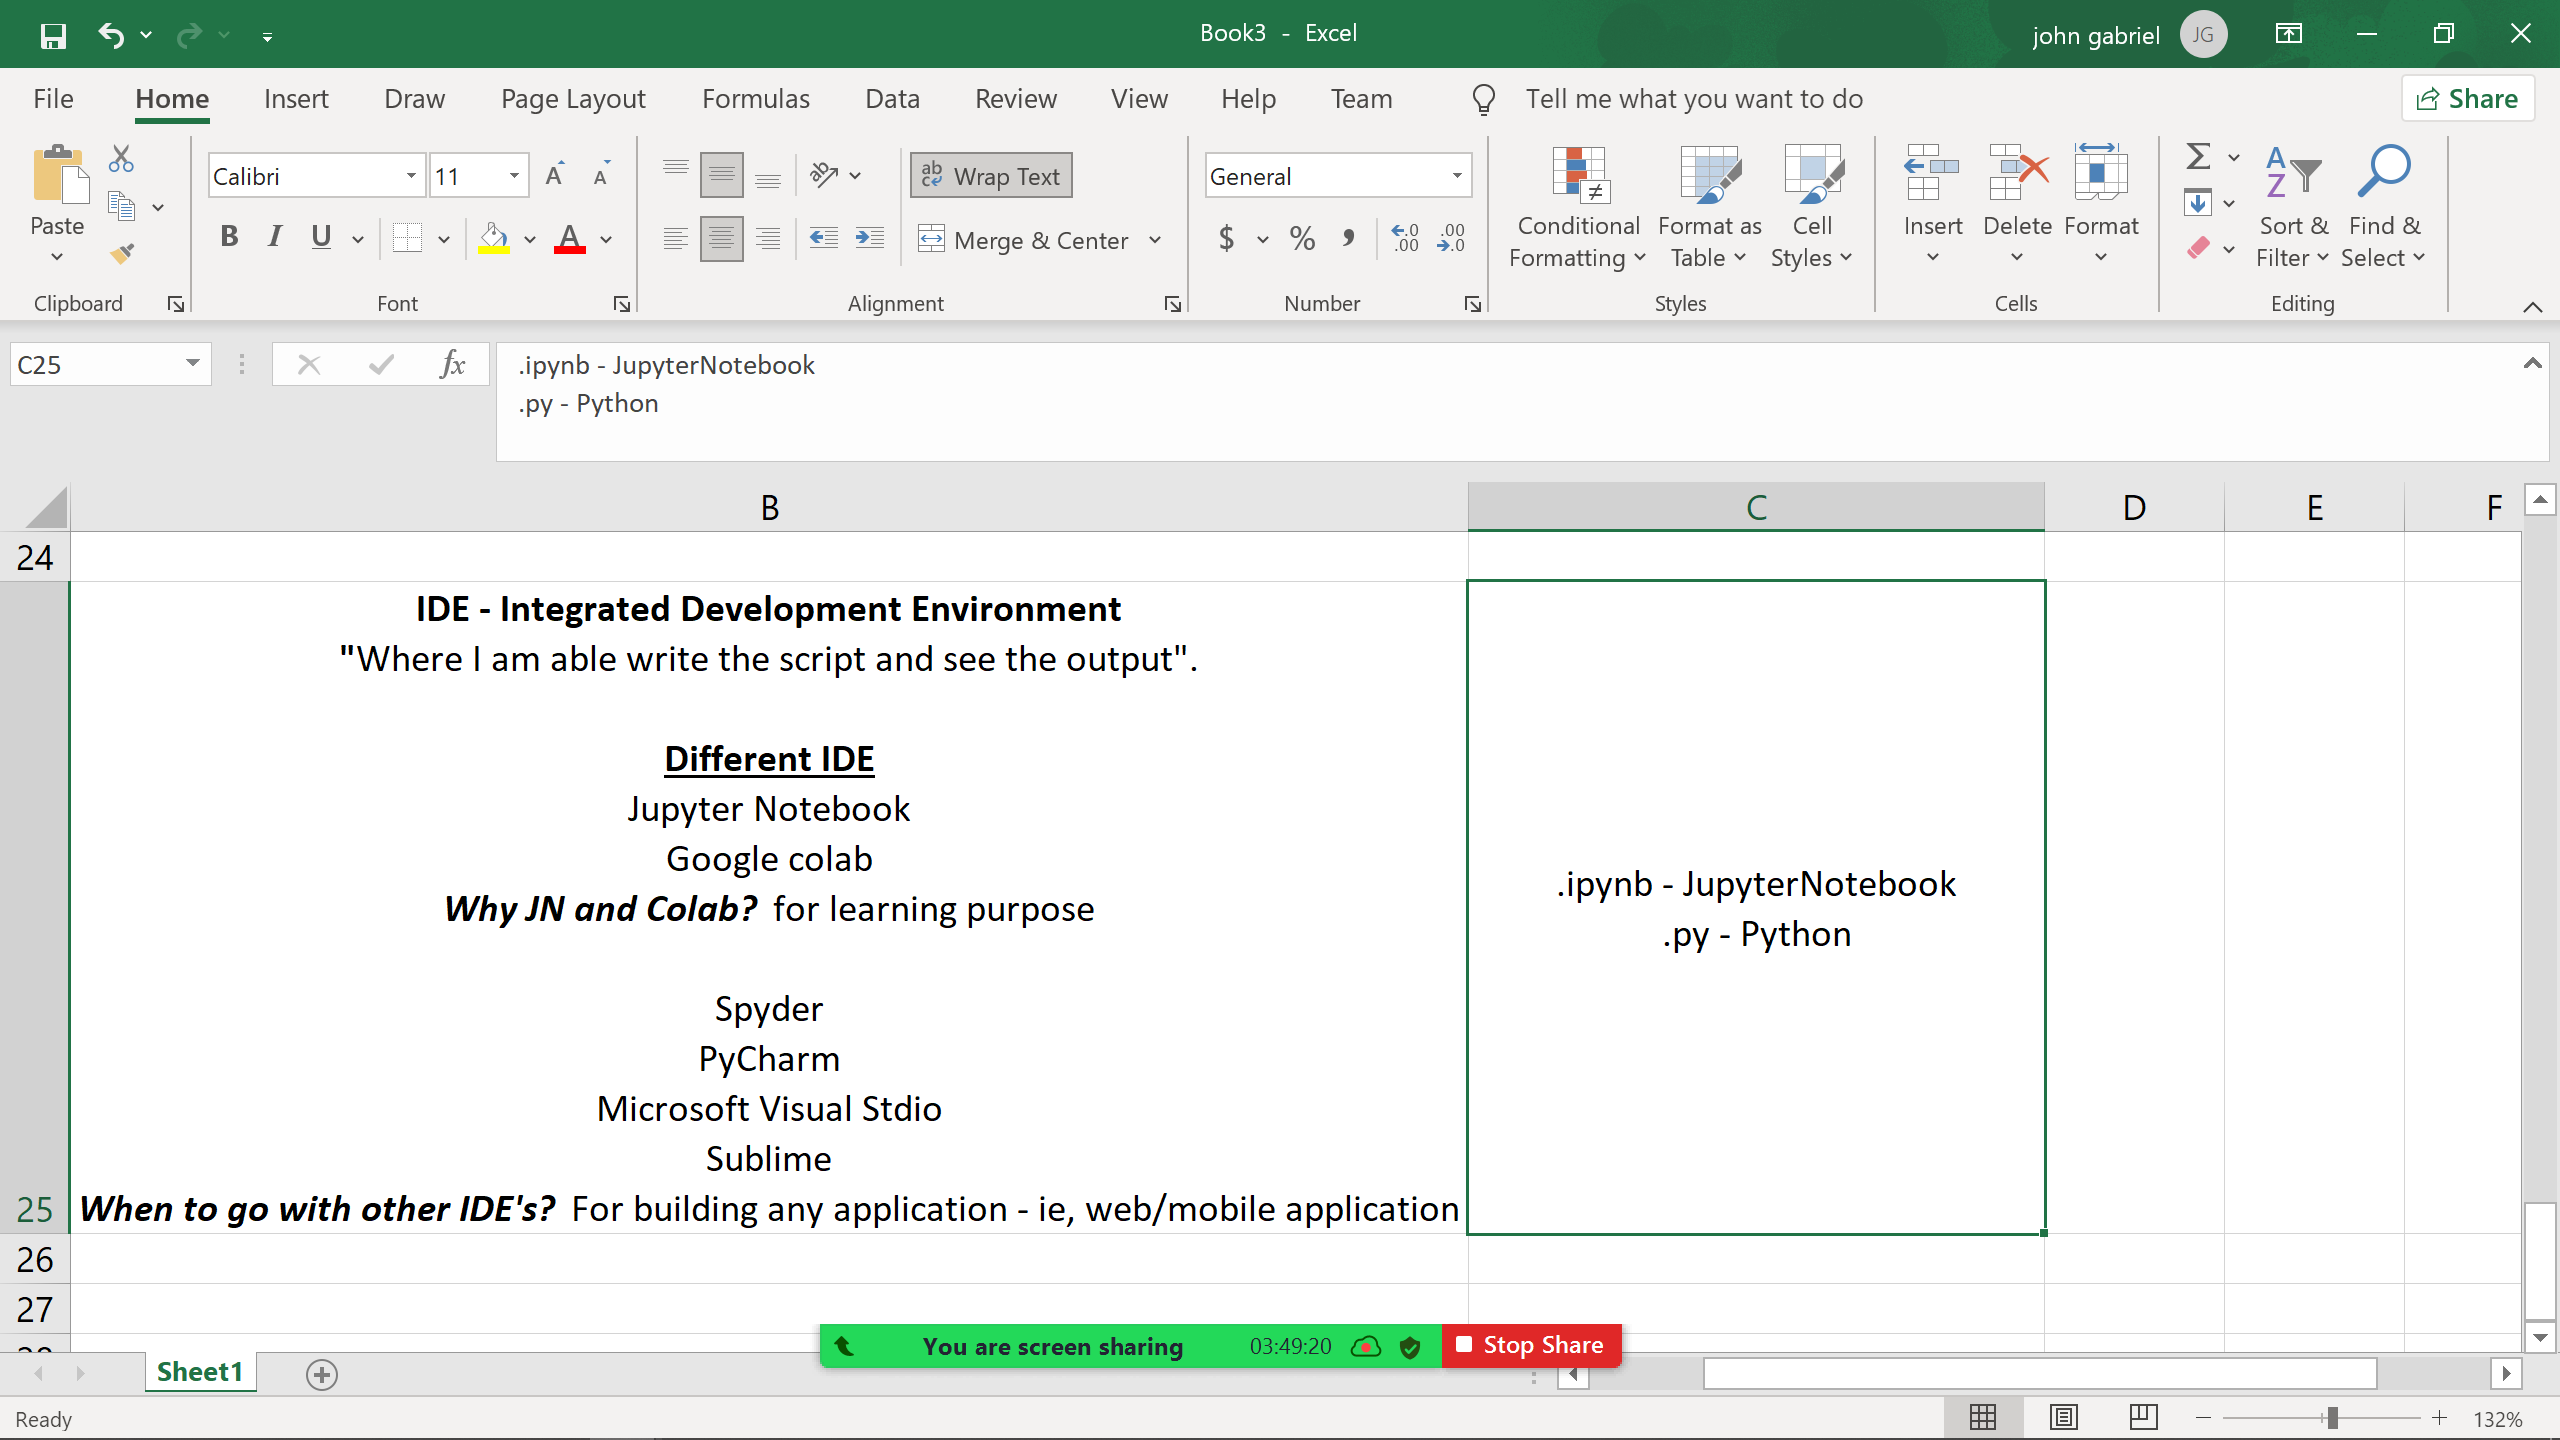 Book3 - Excel
john gabriel JG
File Home Insert Draw Page Layout Formulas Data Review View Help Team Tell me what you want to do Share
Paste
Clipboard
Calibri 11
B I U A
Font
Wrap Text
Merge & Center
Alignment
General
$ % ,
Number
Conditional Formatting
Format as Table
Cell Styles
Styles
Insert Delete Format
Cells
Sort & Filter
Find & Select
Editing
C25 fx .ipynb - JupyterNotebook
.py - Python
B C D E F
24
IDE - Integrated Development Environment
"Where I am able write the script and see the output".
Different IDE
Jupyter Notebook
Google colab
Why JN and Colab? for learning purpose
Spyder
PyCharm
Microsoft Visual Stdio
Sublime
25 When to go with other IDE's? For building any application - ie, web/mobile application
.ipynb - JupyterNotebook
.py - Python
26
27
You are screen sharing 03:49:20 Stop Share
Sheet1
Ready 132%